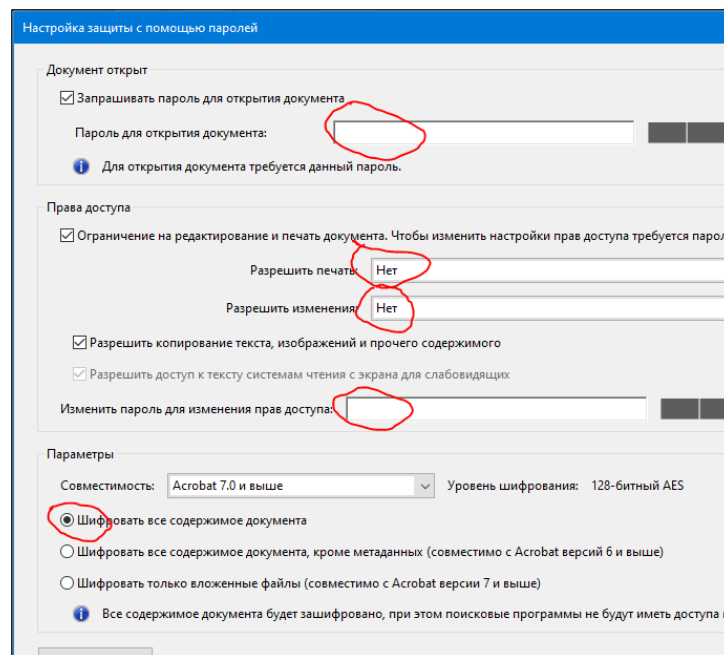 Настройка защиты с помощью паролей
Документ открыт
Запрашивать пароль для открытия документа
Пароль для открытия документа:
Для открытия документа требуется данный пароль.
Права доступа
Ограничение на редактирование и печать документа. Чтобы изменить настройки прав доступа требуется
Разрешить печать: Нет
Разрешить изменения: Нет
Разрешить копирование текста, изображений и прочего содержимого
Разрешить доступ к тексту системам чтения с экрана для слабовидящих
Изменить пароль для изменения прав доступа:
Параметры
Совместимость: Acrobat 7.0 и выше Уровень шифрования: 128-битный AES
Шифровать все содержимое документа
Шифровать все содержимое документа, кроме метаданных (совместимо с Acrobat версий 6 и выше)
Шифровать только вложенные файлы (совместимо с Acrobat версии 7 и выше)
Все содержимое документа будет зашифровано, при этом поисковые программы не будут иметь доступа